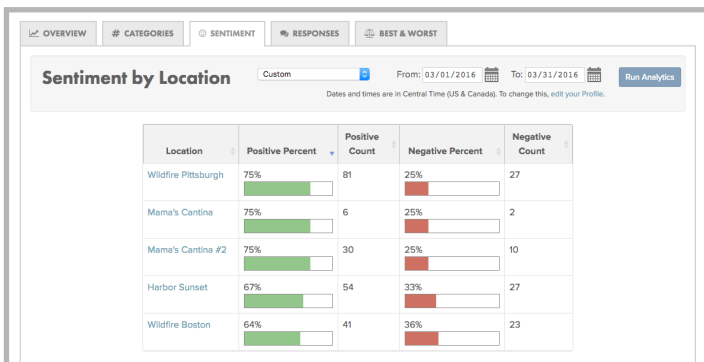 OVERVIEW # CATEGORIES SENTIMENT RESPONSES BEST & WORST
Sentiment by Location Custom From: 03/01/2016 To: 03/31/2016 Run Analytics
Dates and times are in Central Time (US & Canada). To change this, edit your Profile.
Location Positive Percent Positive Count Negative Percent Negative Count
Wildfire Pittsburgh 75% 81 25% 27
Mama's Cantina 75% 6 25% 2
Mama's Cantina #2 75% 30 25% 10
Harbor Sunset 67% 54 33% 27
Wildfire Boston 64% 41 36% 23